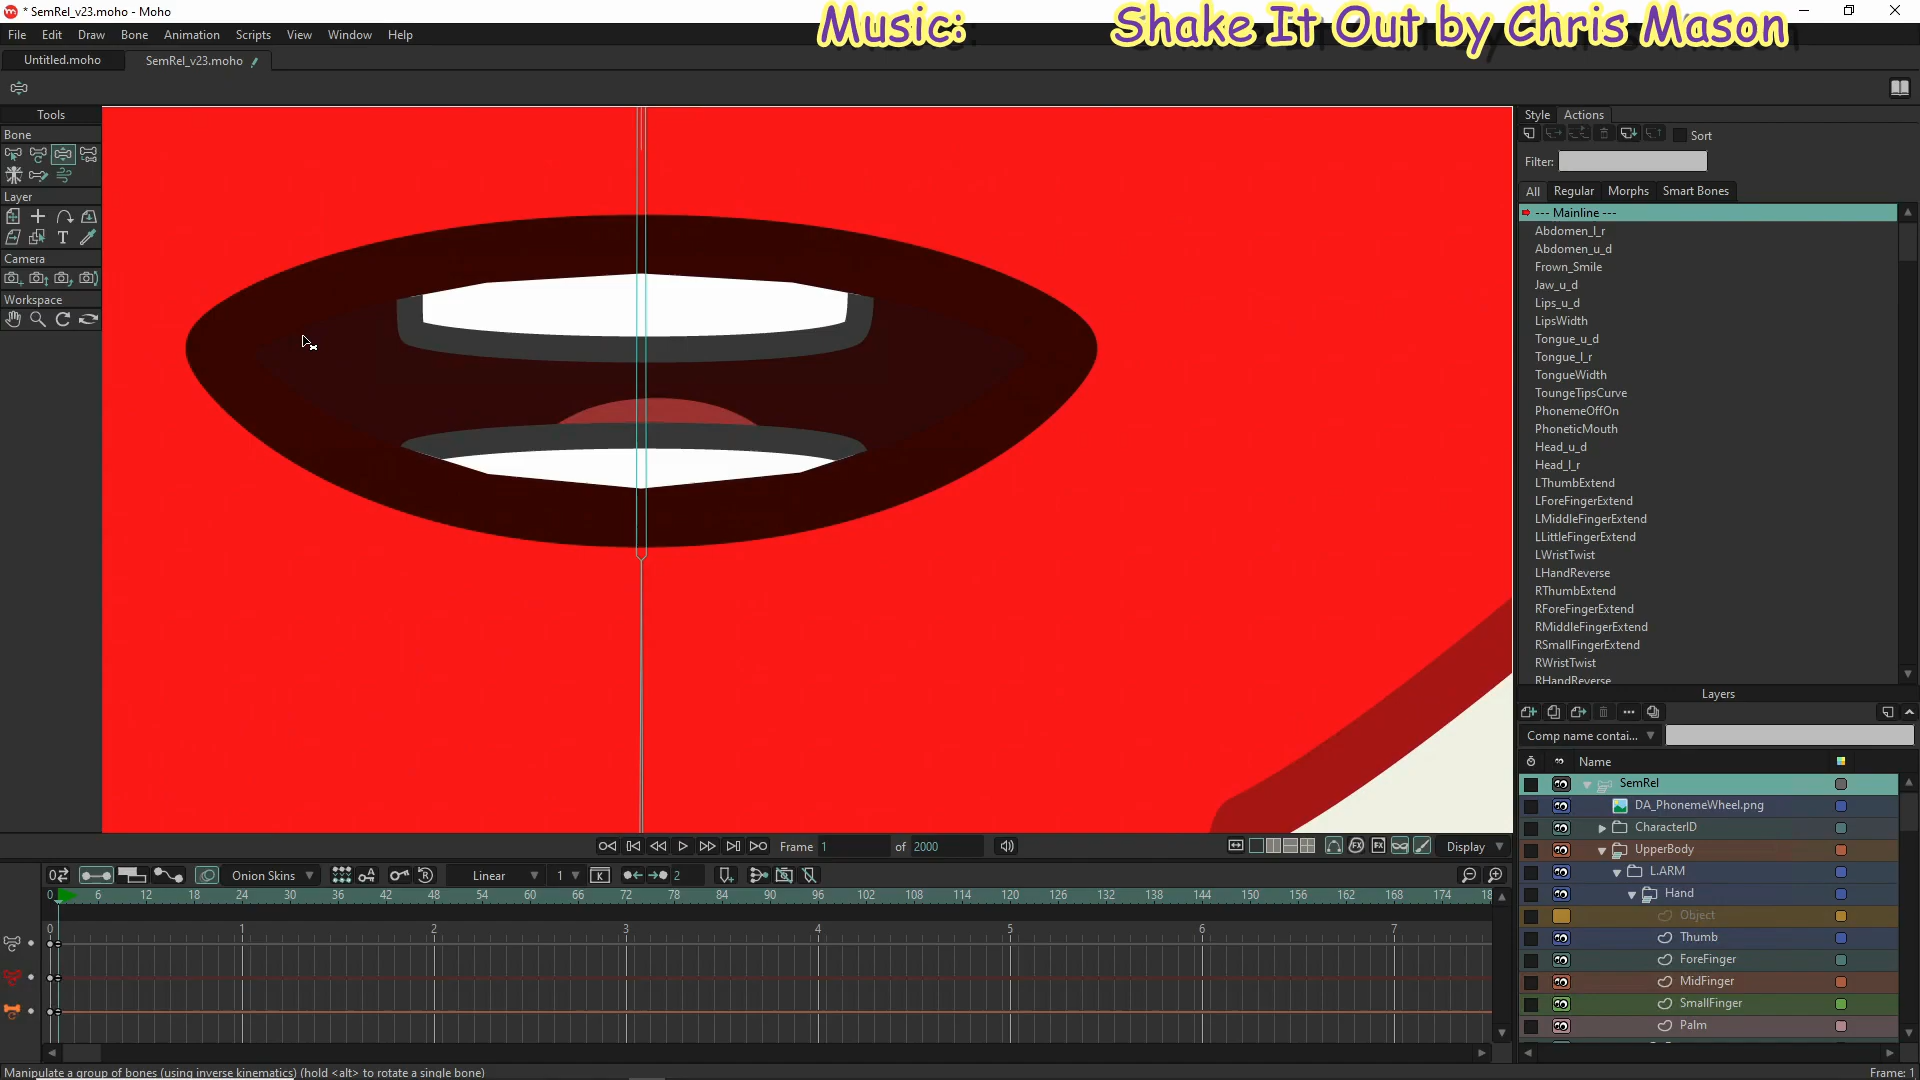 * SemRel_v23.moho - Moho
Music: Shake It Out by Chris Mason
File Edit Draw Bone Animation Scripts View Window Help
Untitled.moho SemRel_v23.moho
Tools
Bone
Layer
Camera
Workspace
Style Actions
Sort
Filter:
All Regular Morphs Smart Bones
--- Mainline ---
Abdomen_l_r
Abdomen_u_d
Frown_Smile
Jaw_u_d
Lips_u_d
LipsWidth
Tongue_u_d
Tongue_l_r
TongueWidth
ToungeTipsCurve
PhonemeOffOn
PhoneticMouth
Head_u_d
Head_l_r
LThumbExtend
LForeFingerExtend
LMiddleFingerExtend
LLittleFingerExtend
LWristTwist
LHandReverse
RThumbExtend
RForeFingerExtend
RMiddleFingerExtend
RSmallFingerExtend
RWristTwist
RHandReverse
Layers
Comp name contai...
Name
SemRel
DA_PhonemeWheel.png
CharacterID
UpperBody
L.ARM
Hand
Object
Thumb
ForeFinger
MidFinger
SmallFinger
Palm
Frame 1 of 2000 Display
Onion Skins Linear 1 2
0 6 12 18 24 30 36 42 48 54 60 66 72 78 84 90 96 102 108 114 120 126 132 138 144 150 156 162 168 174 18
0 1 2 3 4 5 6 7
Manipulate a group of bones (using inverse kinematics) (hold <alt> to rotate a single bone) Frame: 1